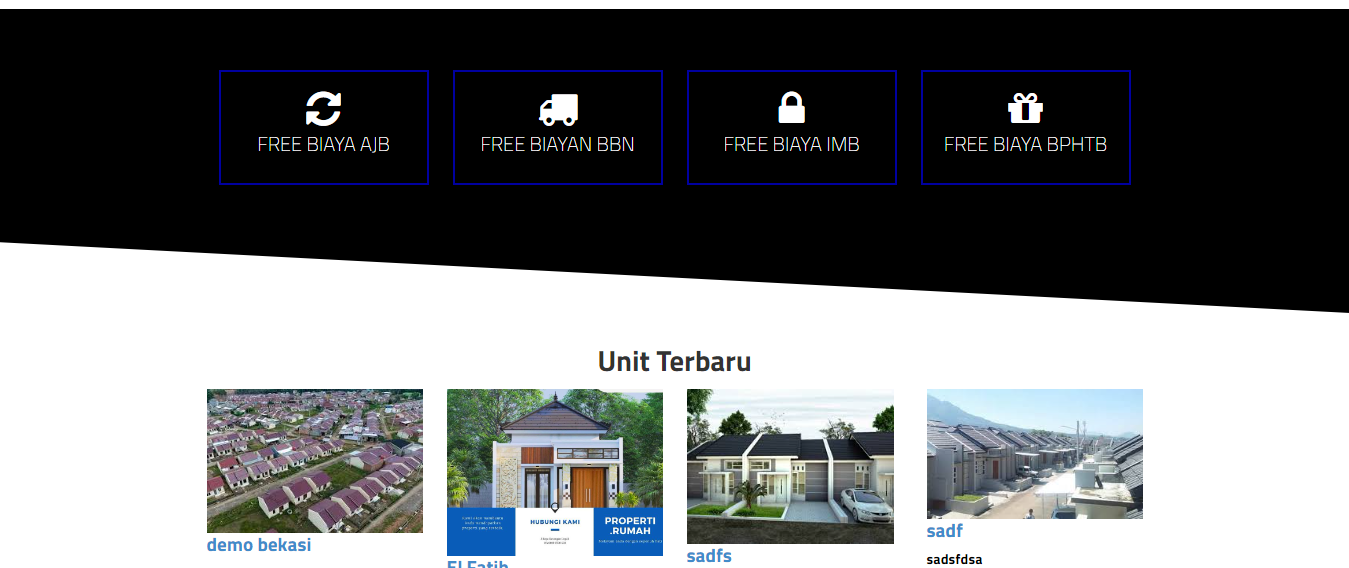 FREE BIAYA AJB
FREE BIAYAN BBN
FREE BIAYA IMB
FREE BIAYA BPHTB
Unit Terbaru
HUBUNGI KAMI
PROPERTI
.RUMAH
demo bekasi
El Fatih
sadfs
sadf
sadsfdsa